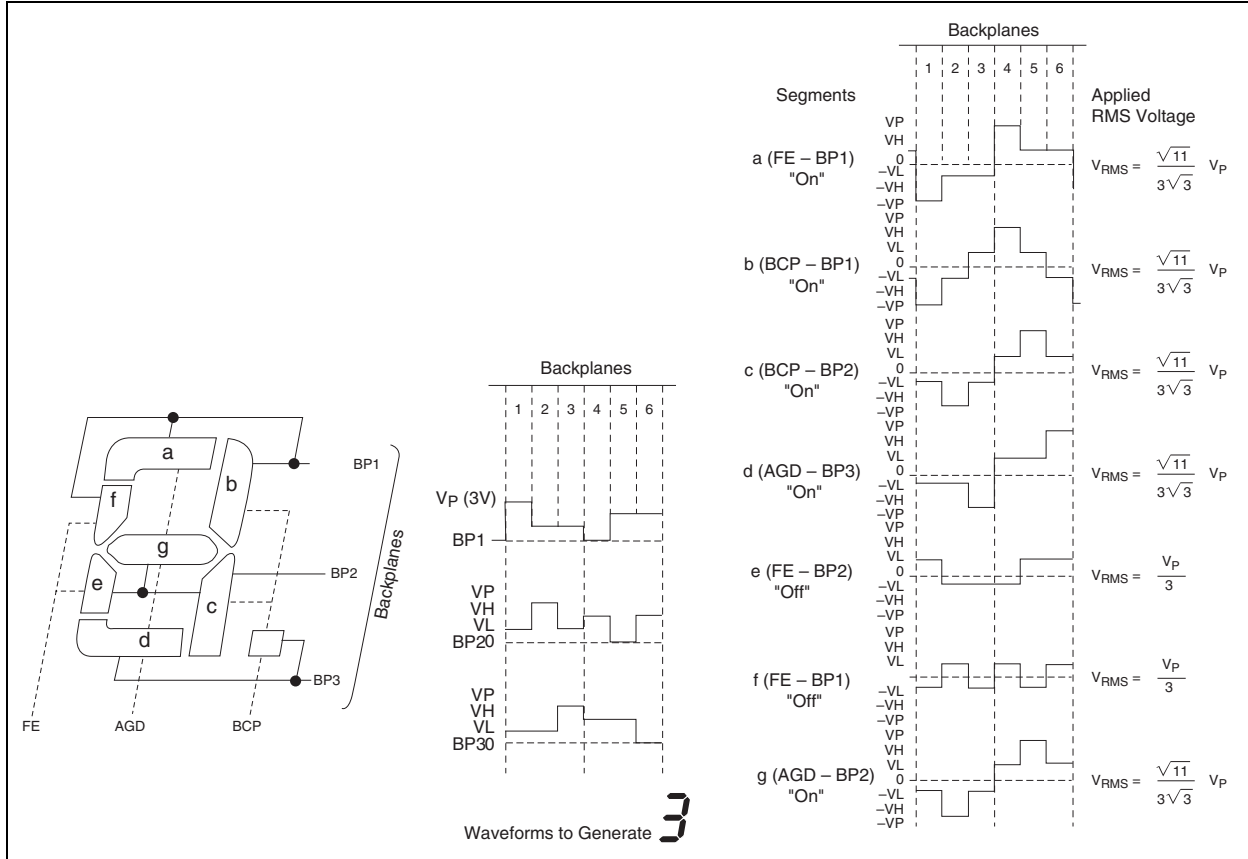 a
b
f
g
e
c
d
BP1
BP2
BP3
Backplanes
FE
AGD
BCP
Backplanes
1 2 3 4 5 6
VP (3V)
BP1
VP
VH
VL
BP20
VP
VH
VL
BP30
Waveforms to Generate 3
Backplanes
1 2 3 4 5 6
Segments
Applied
RMS Voltage
VP
VH
0
–VL
–VH
–VP
a (FE – BP1)
"On"
VRMS = √11 / 3√3 VP
VP
VH
VL
0
–VL
–VH
–VP
b (BCP – BP1)
"On"
VRMS = √11 / 3√3 VP
VP
VH
VL
0
–VL
–VH
–VP
c (BCP – BP2)
"On"
VRMS = √11 / 3√3 VP
VP
VH
VL
0
–VL
–VH
–VP
d (AGD – BP3)
"On"
VRMS = √11 / 3√3 VP
VP
VH
VL
0
–VL
–VH
–VP
e (FE – BP2)
"Off"
VRMS = VP / 3
VP
VH
VL
–VL
–VH
–VP
f (FE – BP1)
"Off"
VRMS = VP / 3
VP
VH
VL
0
–VL
–VH
–VP
g (AGD – BP2)
"On"
VRMS = √11 / 3√3 VP